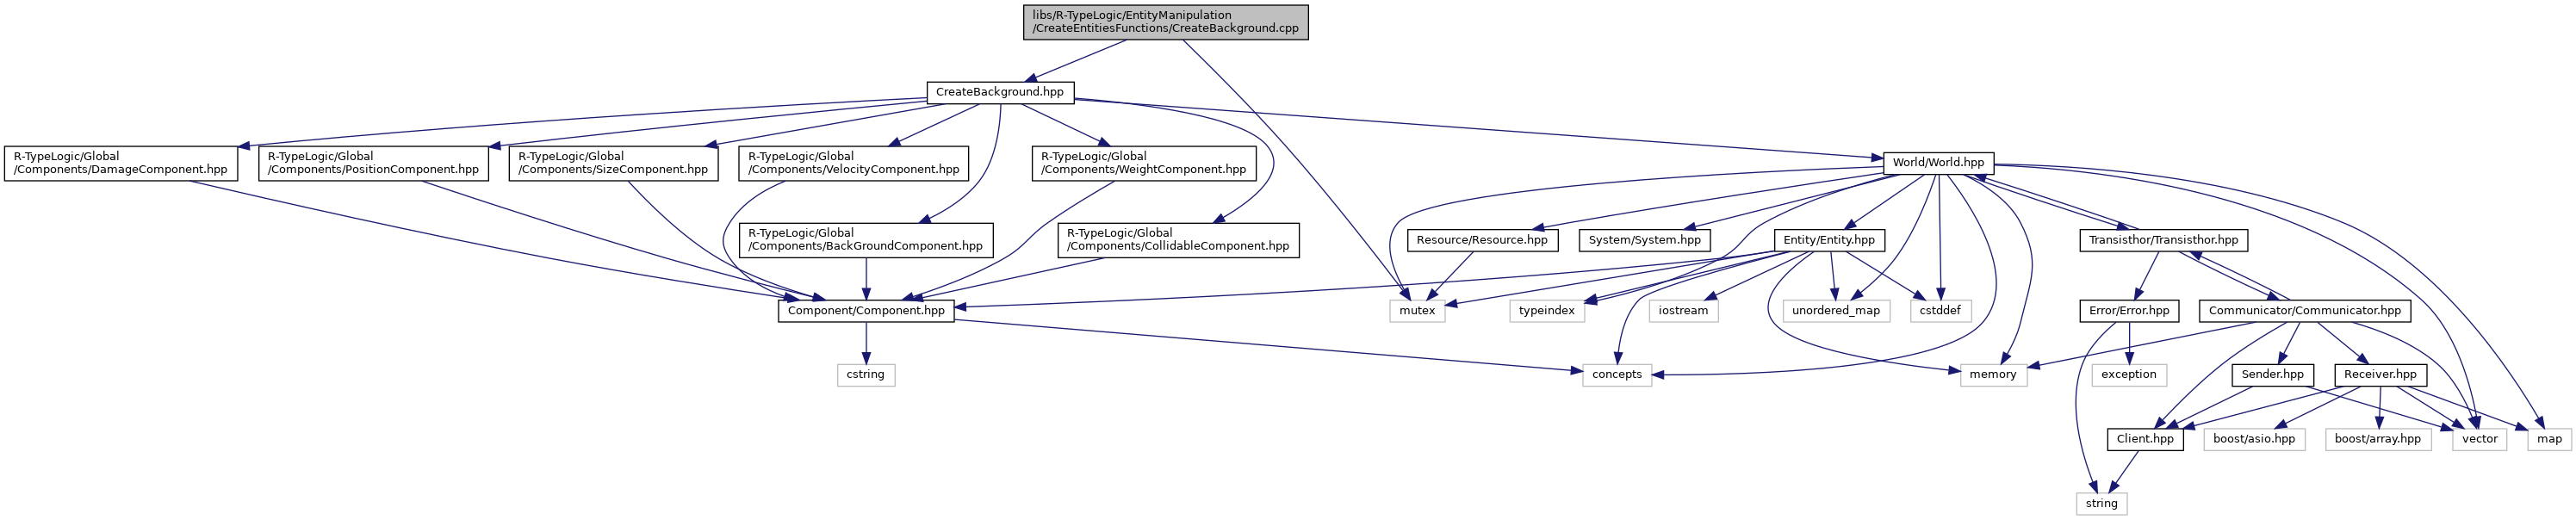 libs/R-TypeLogic/EntityManipulation
/CreateEntitiesFunctions/CreateBackground.cpp
CreateBackground.hpp
R-TypeLogic/Global
/Components/DamageComponent.hpp
R-TypeLogic/Global
/Components/PositionComponent.hpp
R-TypeLogic/Global
/Components/SizeComponent.hpp
R-TypeLogic/Global
/Components/VelocityComponent.hpp
R-TypeLogic/Global
/Components/WeightComponent.hpp
World/World.hpp
R-TypeLogic/Global
/Components/BackGroundComponent.hpp
R-TypeLogic/Global
/Components/CollidableComponent.hpp
Resource/Resource.hpp
System/System.hpp
Entity/Entity.hpp
Transisthor/Transisthor.hpp
Component/Component.hpp
mutex
typeindex
iostream
unordered_map
cstddef
Error/Error.hpp
Communicator/Communicator.hpp
cstring
concepts
memory
exception
Sender.hpp
Receiver.hpp
Client.hpp
boost/asio.hpp
boost/array.hpp
vector
map
string